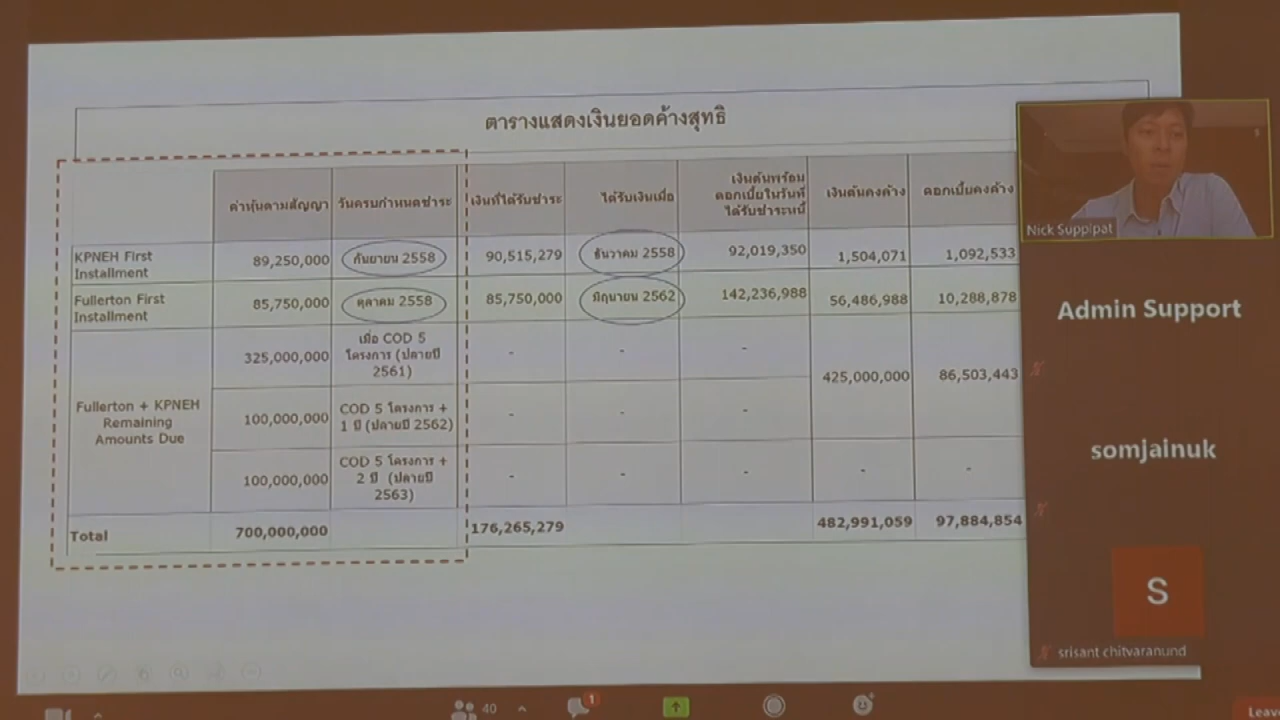 ตารางแสดงเงินยอดค้างสุทธิ
ค่าหุ้นตามสัญญา วันครบกำหนดชำระ เงินที่ได้รับชำระ ได้รับเงินเมื่อ เงินต้นพร้อม
ดอกเบี้ยในวันที่
ได้รับชำระหนี้ เงินต้นคงค้าง ดอกเบี้ยคงค้าง
KPNEH First
Installment 89,250,000 กันยายน 2558 90,515,279 ธันวาคม 2558 92,019,350 1,504,071 1,092,533
Fullerton First
Installment 85,750,000 ตุลาคม 2558 85,750,000 มิถุนายน 2562 142,236,988 56,486,988 10,288,878
Fullerton + KPNEH
Remaining
Amounts Due
325,000,000 เมื่อ COD 5
โครงการ (ปลายปี
2561) - - - 425,000,000 86,503,443
100,000,000 COD 5 โครงการ +
1 ปี (ปลายปี 2562) - - -
100,000,000 COD 5 โครงการ +
2 ปี (ปลายปี
2563) - - - - -
Total 700,000,000 176,265,279 482,991,059 97,884,854
Nick Suppipat
Admin Support
somjainuk
S
srisant chitvaranund
40
1
Leave